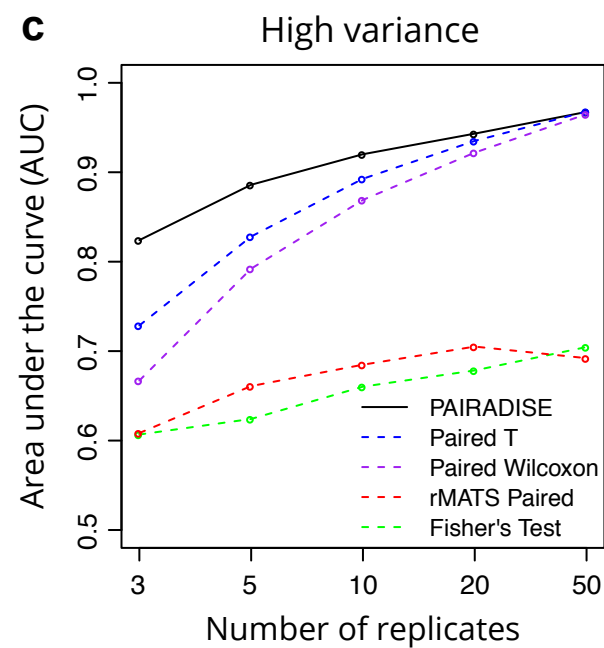 c
High variance
Area under the curve (AUC)
1.0
0.9
0.8
0.7
0.6
0.5
PAIRADISE
Paired T
Paired Wilcoxon
rMATS Paired
Fisher's Test
3 5 10 20 50
Number of replicates